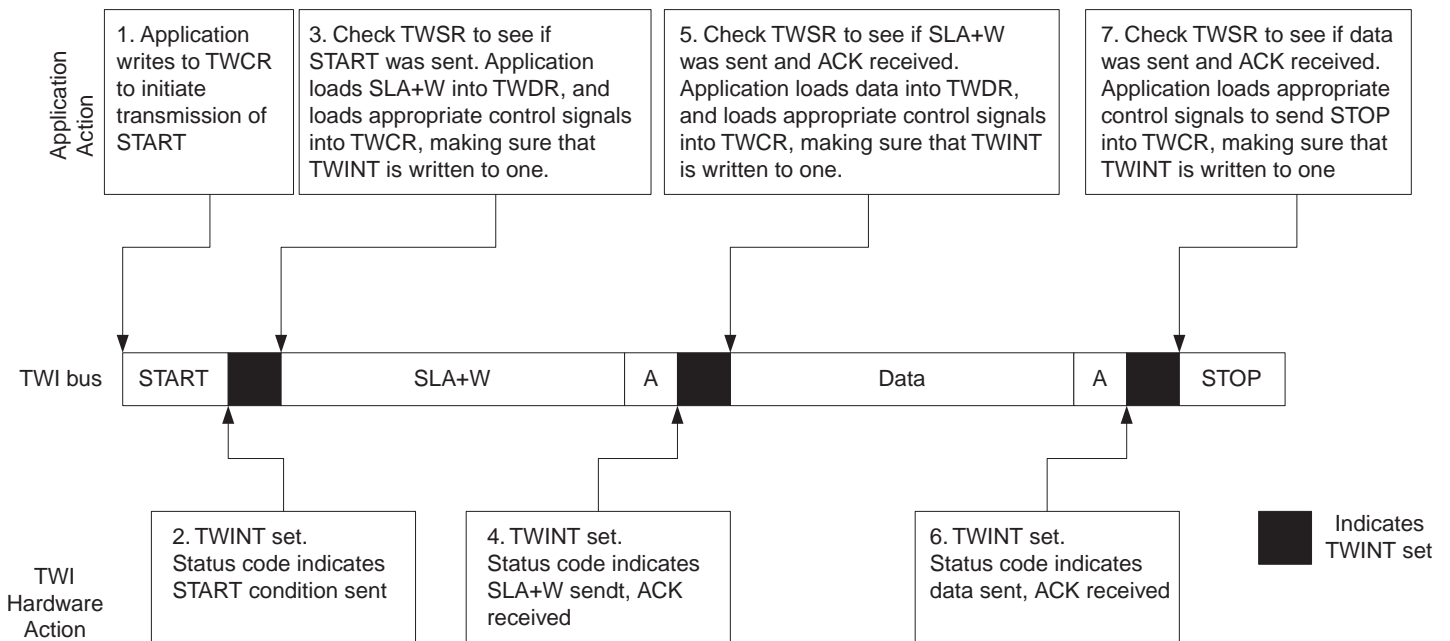 Application
Action
1. Application
writes to TWCR
to initiate
transmission of
START
3. Check TWSR to see if
START was sent. Application
loads SLA+W into TWDR, and
loads appropriate control signals
into TWCR, making sure that
TWINT is written to one.
5. Check TWSR to see if SLA+W
was sent and ACK received.
Application loads data into TWDR,
and loads appropriate control signals
into TWCR, making sure that TWINT
is written to one.
7. Check TWSR to see if data
was sent and ACK received.
Application loads appropriate
control signals to send STOP
into TWCR, making sure that
TWINT is written to one
TWI bus
START
SLA+W
A
Data
A
STOP
TWI
Hardware
Action
2. TWINT set.
Status code indicates
START condition sent
4. TWINT set.
Status code indicates
SLA+W sendt, ACK
received
6. TWINT set.
Status code indicates
data sent, ACK received
Indicates
TWINT set